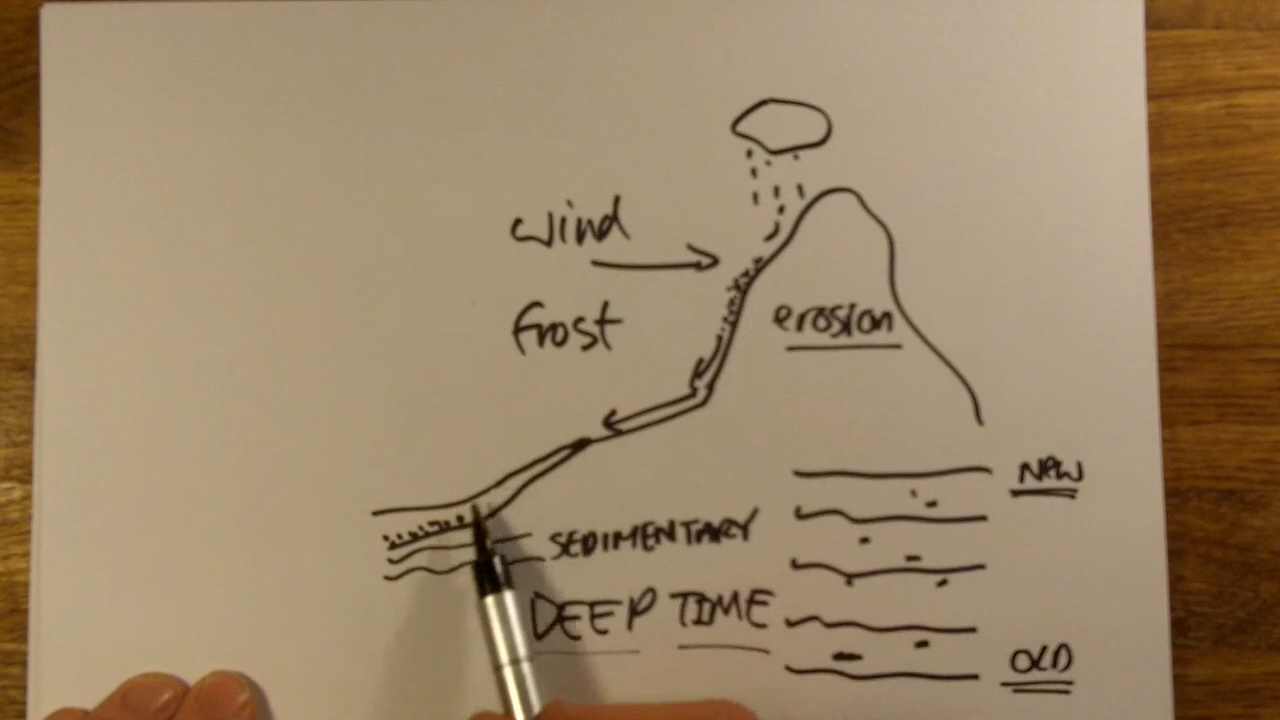 wind
frost
erosion
NEW
SEDIMENTARY
DEEP TIME
OLD